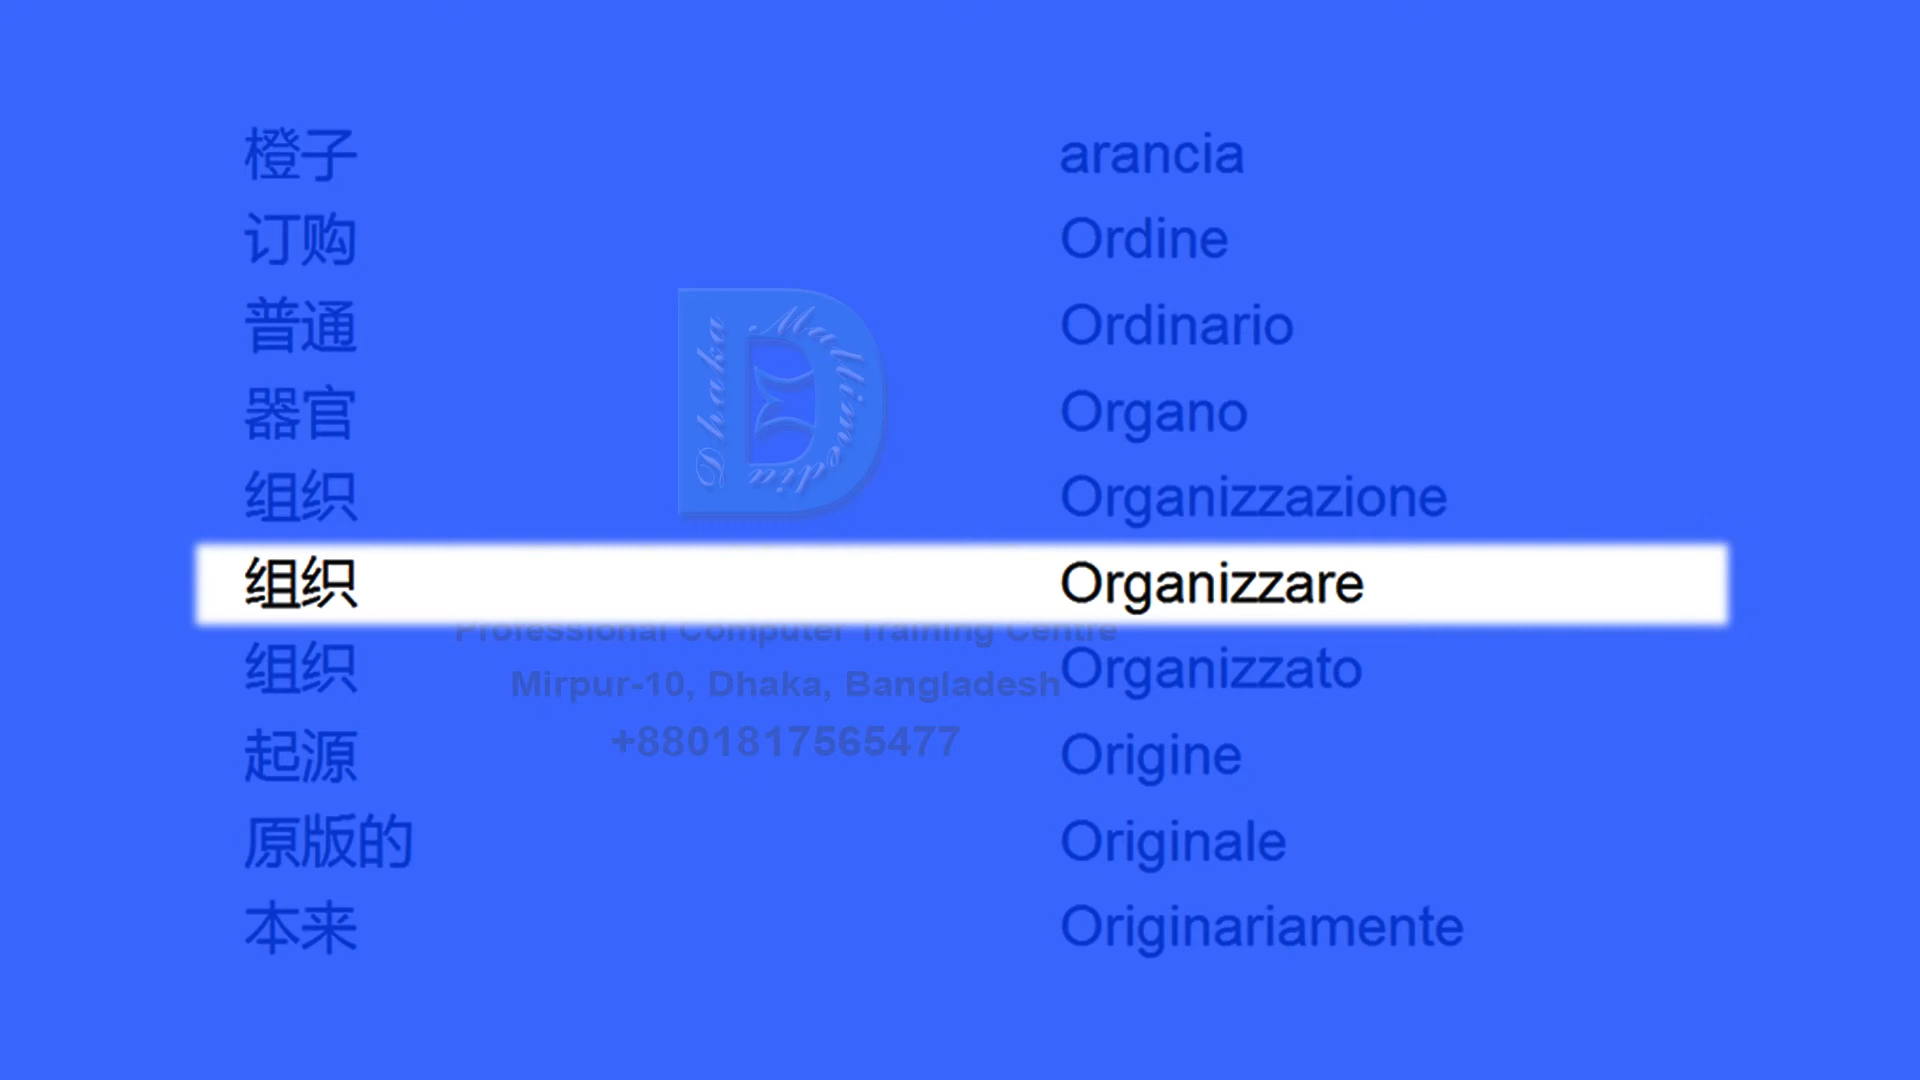 橙子 arancia
订购 Ordine
普通 Ordinario
器官 Organo
组织 Organizzazione
组织 Organizzare
Professional Computer Training Centre
组织 Organizzato
Mirpur-10, Dhaka, Bangladesh
+8801817565477
起源 Origine
原版的 Originale
本来 Originariamente
Dhaka Multimedia